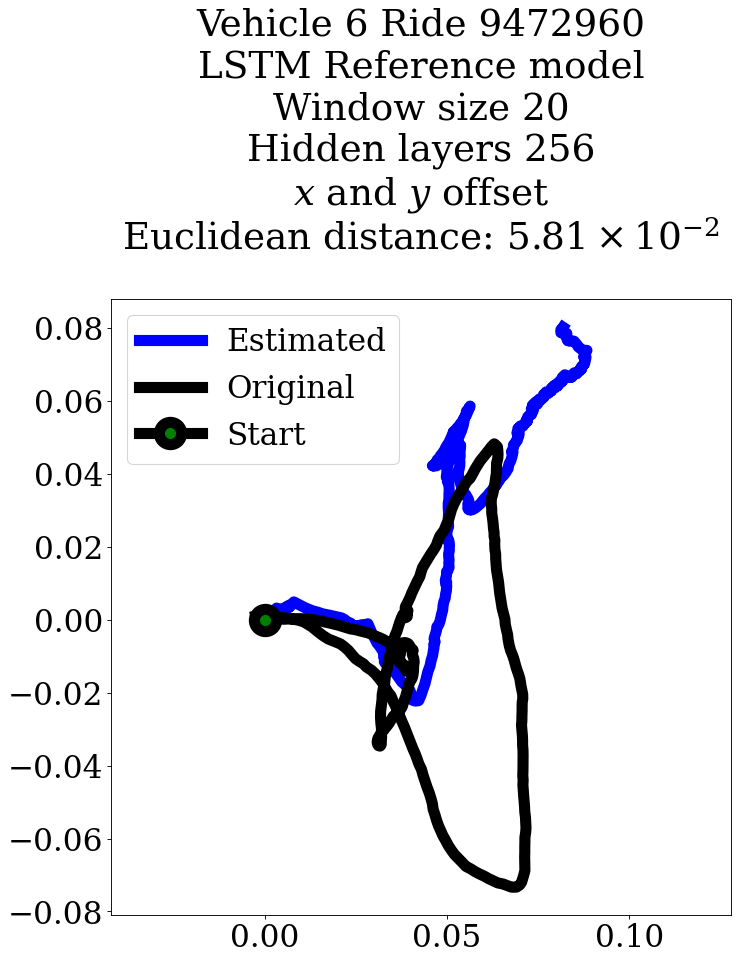 Vehicle 6 Ride 9472960
LSTM Reference model
Window size 20
Hidden layers 256
x and y offset
Euclidean distance: 5.81 × 10⁻²
Estimated
Original
Start
0.08
0.06
0.04
0.02
0.00
−0.02
−0.04
−0.06
−0.08
0.00 0.05 0.10